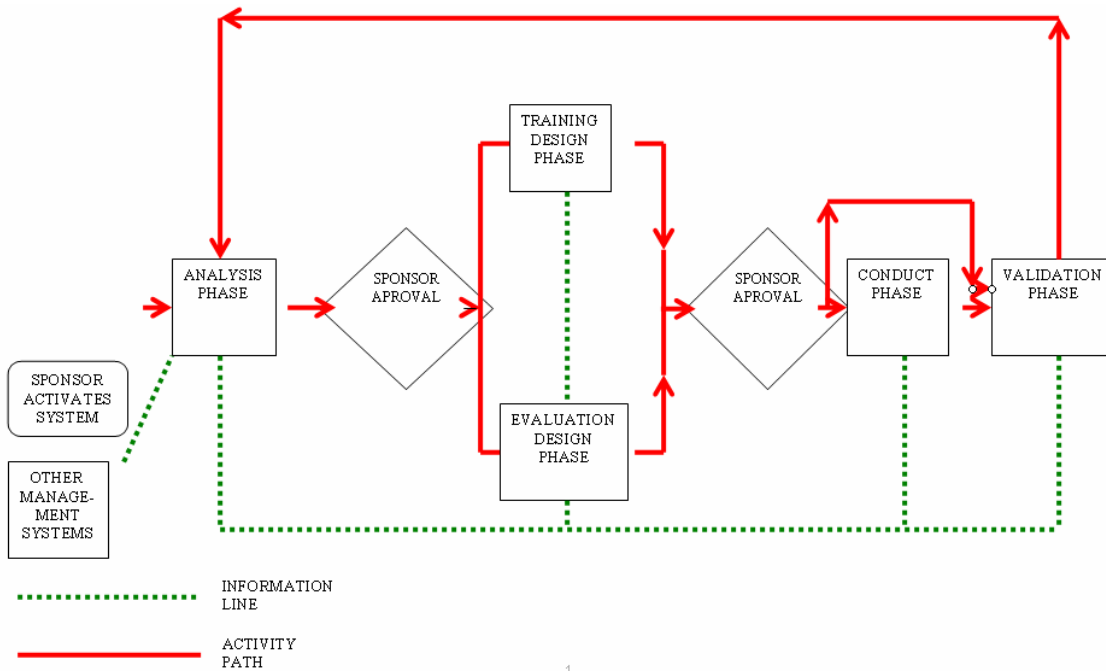 TRAINING
DESIGN
PHASE
ANALYSIS
PHASE
SPONSOR
APROVAL
SPONSOR
APROVAL
CONDUCT
PHASE
VALIDATION
PHASE
SPONSOR
ACTIVATES
SYSTEM
EVALUATION
DESIGN
PHASE
OTHER
MANAGE-
MENT
SYSTEMS
INFORMATION
LINE
ACTIVITY
PATH